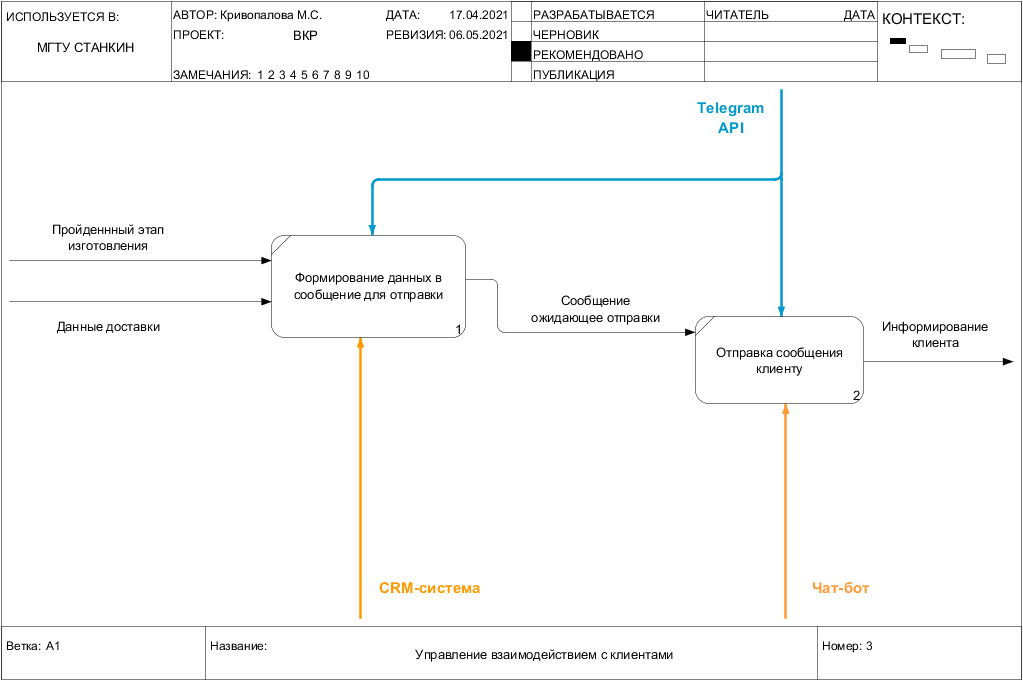 ИСПОЛЬЗУЕТСЯ В:
МГТУ СТАНКИН
АВТОР: Кривопалова М.С.
ДАТА: 17.04.2021
ПРОЕКТ: ВКР
РЕВИЗИЯ: 06.05.2021
ЗАМЕЧАНИЯ: 1 2 3 4 5 6 7 8 9 10
РАЗРАБАТЫВАЕТСЯ
ЧЕРНОВИК
РЕКОМЕНДОВАНО
ПУБЛИКАЦИЯ
ЧИТАТЕЛЬ ДАТА
КОНТЕКСТ:
Telegram
API
Пройденнный этап
изготовления
Данные доставки
Формирование данных в
сообщение для отправки
1
Сообщение
ожидающее отправки
Отправка сообщения
клиенту
2
Информирование
клиента
CRM-система
Чат-бот
Ветка: А1
Название:
Управление взаимодействием с клиентами
Номер: 3